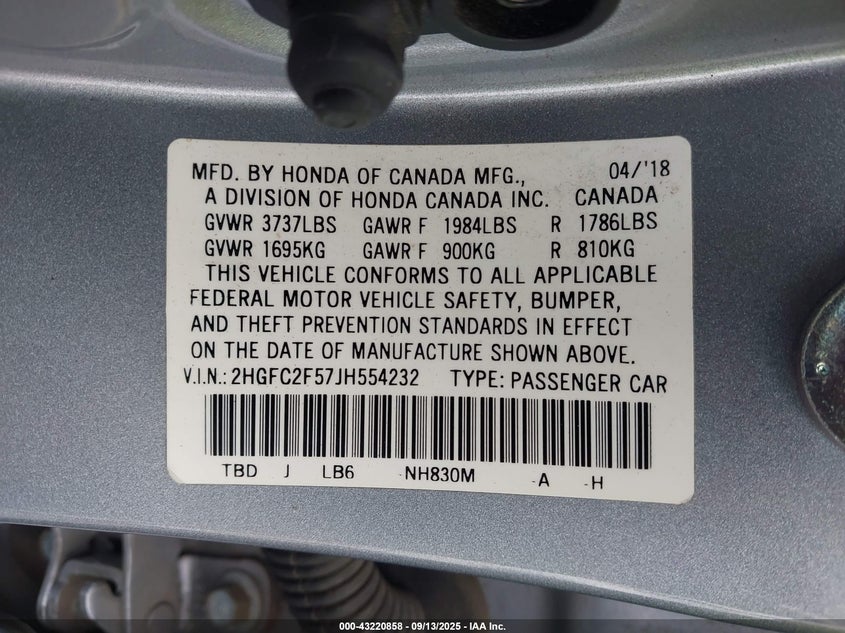 MFD. BY HONDA OF CANADA MFG., 04/'18
A DIVISION OF HONDA CANADA INC. CANADA
GVWR 3737LBS GAWR F 1984LBS R 1786LBS
GVWR 1695KG GAWR F 900KG R 810KG
THIS VEHICLE CONFORMS TO ALL APPLICABLE
FEDERAL MOTOR VEHICLE SAFETY, BUMPER,
AND THEFT PREVENTION STANDARDS IN EFFECT
ON THE DATE OF MANUFACTURE SHOWN ABOVE.
V.I.N.: 2HGFC2F57JH554232 TYPE: PASSENGER CAR
TBD J LB6 -NH830M -A -H
000-43220858 - 09/13/2025 - IAA Inc.